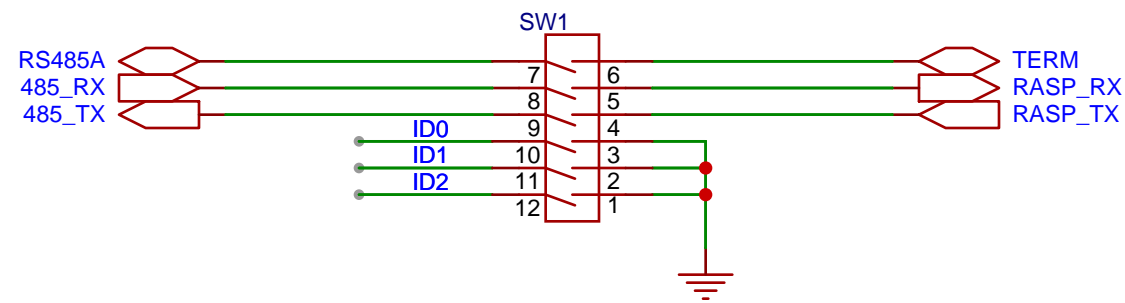 SW1
RS485A 7 6 TERM
485_RX 8 5 RASP_RX
485_TX 9 4 RASP_TX
ID0 10 3
ID1 11 2
ID2 12 1